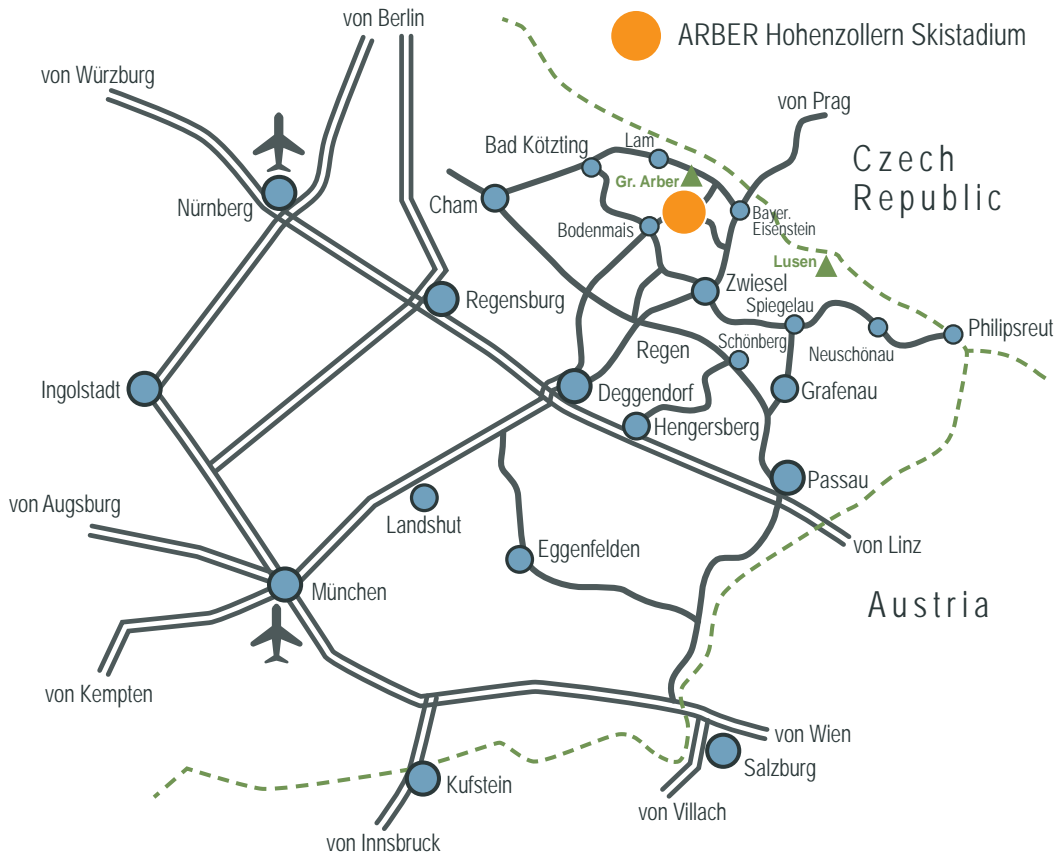 von Berlin
ARBER Hohenzollern Skistadium
von Würzburg
von Prag
Czech
Republic
Lam
Bad Kötzting
Gr. Arber
Nürnberg
Cham
Bayer.
Eisenstein
Bodenmais
Lusen
Zwiesel
Regensburg
Spiegelau
Philipsreut
Regen
Schönberg
Neuschönau
Ingolstadt
Deggendorf
Grafenau
Hengersberg
Passau
von Augsburg
Landshut
von Linz
Eggenfelden
München
Austria
von Kempten
von Wien
Salzburg
Kufstein
von Villach
von Innsbruck